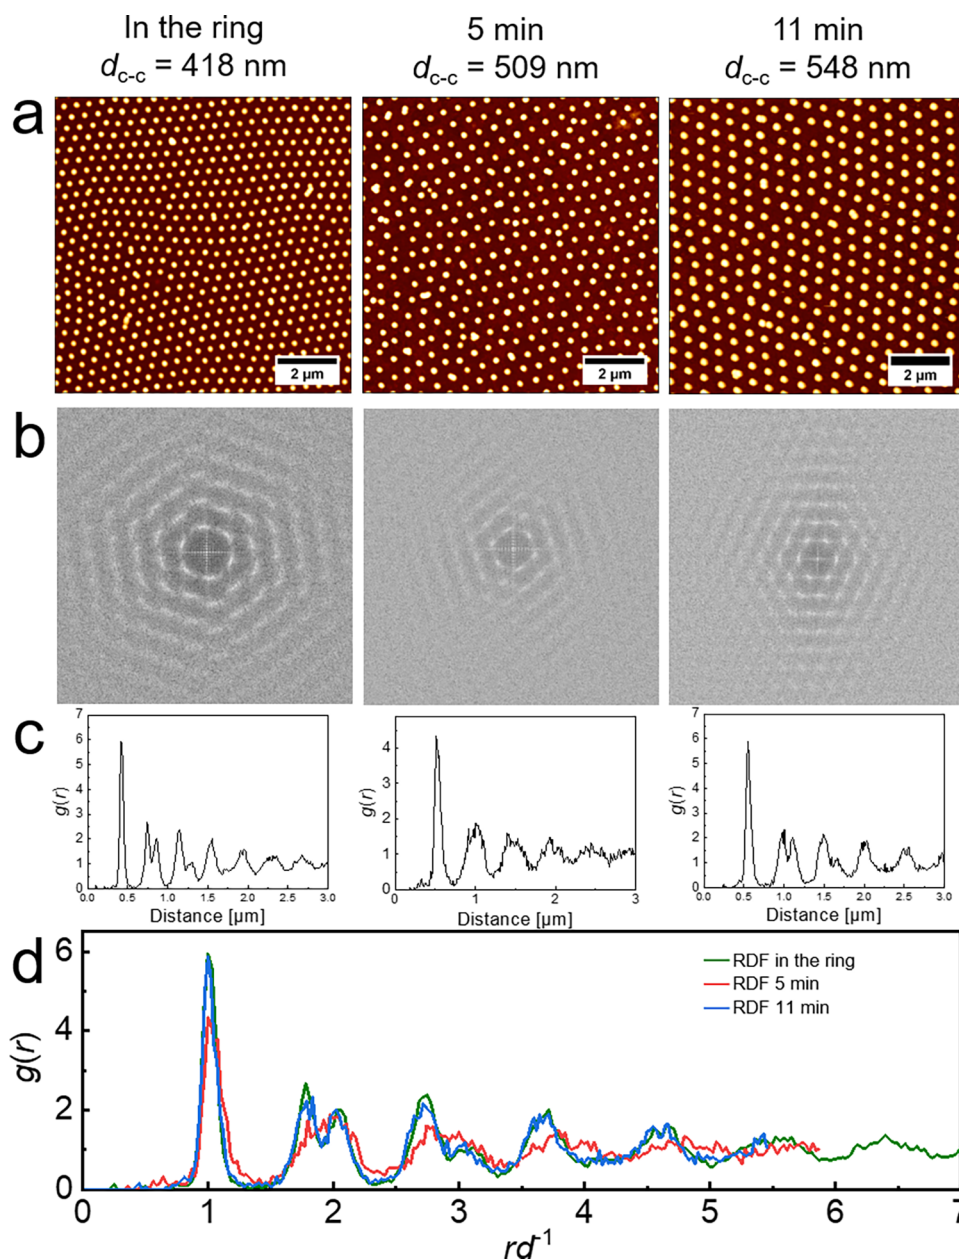 In the ring
d_c-c = 418 nm
5 min
d_c-c = 509 nm
11 min
d_c-c = 548 nm
a
2 µm
2 µm
2 µm
b
c
g(r)
7
6
5
4
3
2
1
0
0.0 0.5 1.0 1.5 2.0 2.5 3.0
Distance [µm]
g(r)
4
3
2
1
0
0 1 2 3
Distance [µm]
g(r)
7
6
5
4
3
2
1
0
0.0 0.5 1.0 1.5 2.0 2.5 3.0
Distance [µm]
d
g(r)
6
4
2
0
RDF in the ring
RDF 5 min
RDF 11 min
0 1 2 3 4 5 6 7
rd⁻¹